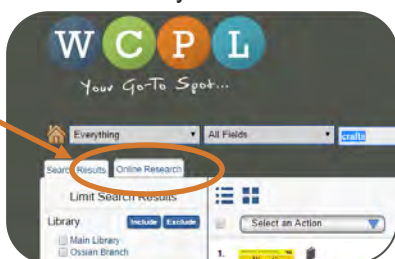 W C P L
Your Go-To Spot...
Everything All Fields crafts
Search Results Online Research
Limit Search Results
Library Include Exclude Select an Action
Main Library
Ossian Branch 1.